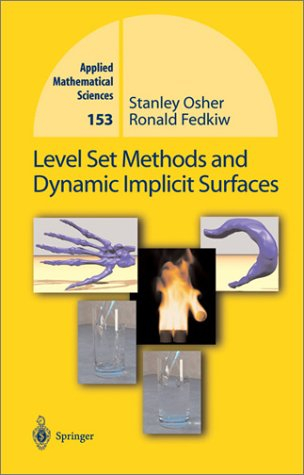 Applied
Mathematical
Sciences
153
Stanley Osher
Ronald Fedkiw
Level Set Methods and
Dynamic Implicit Surfaces
Springer